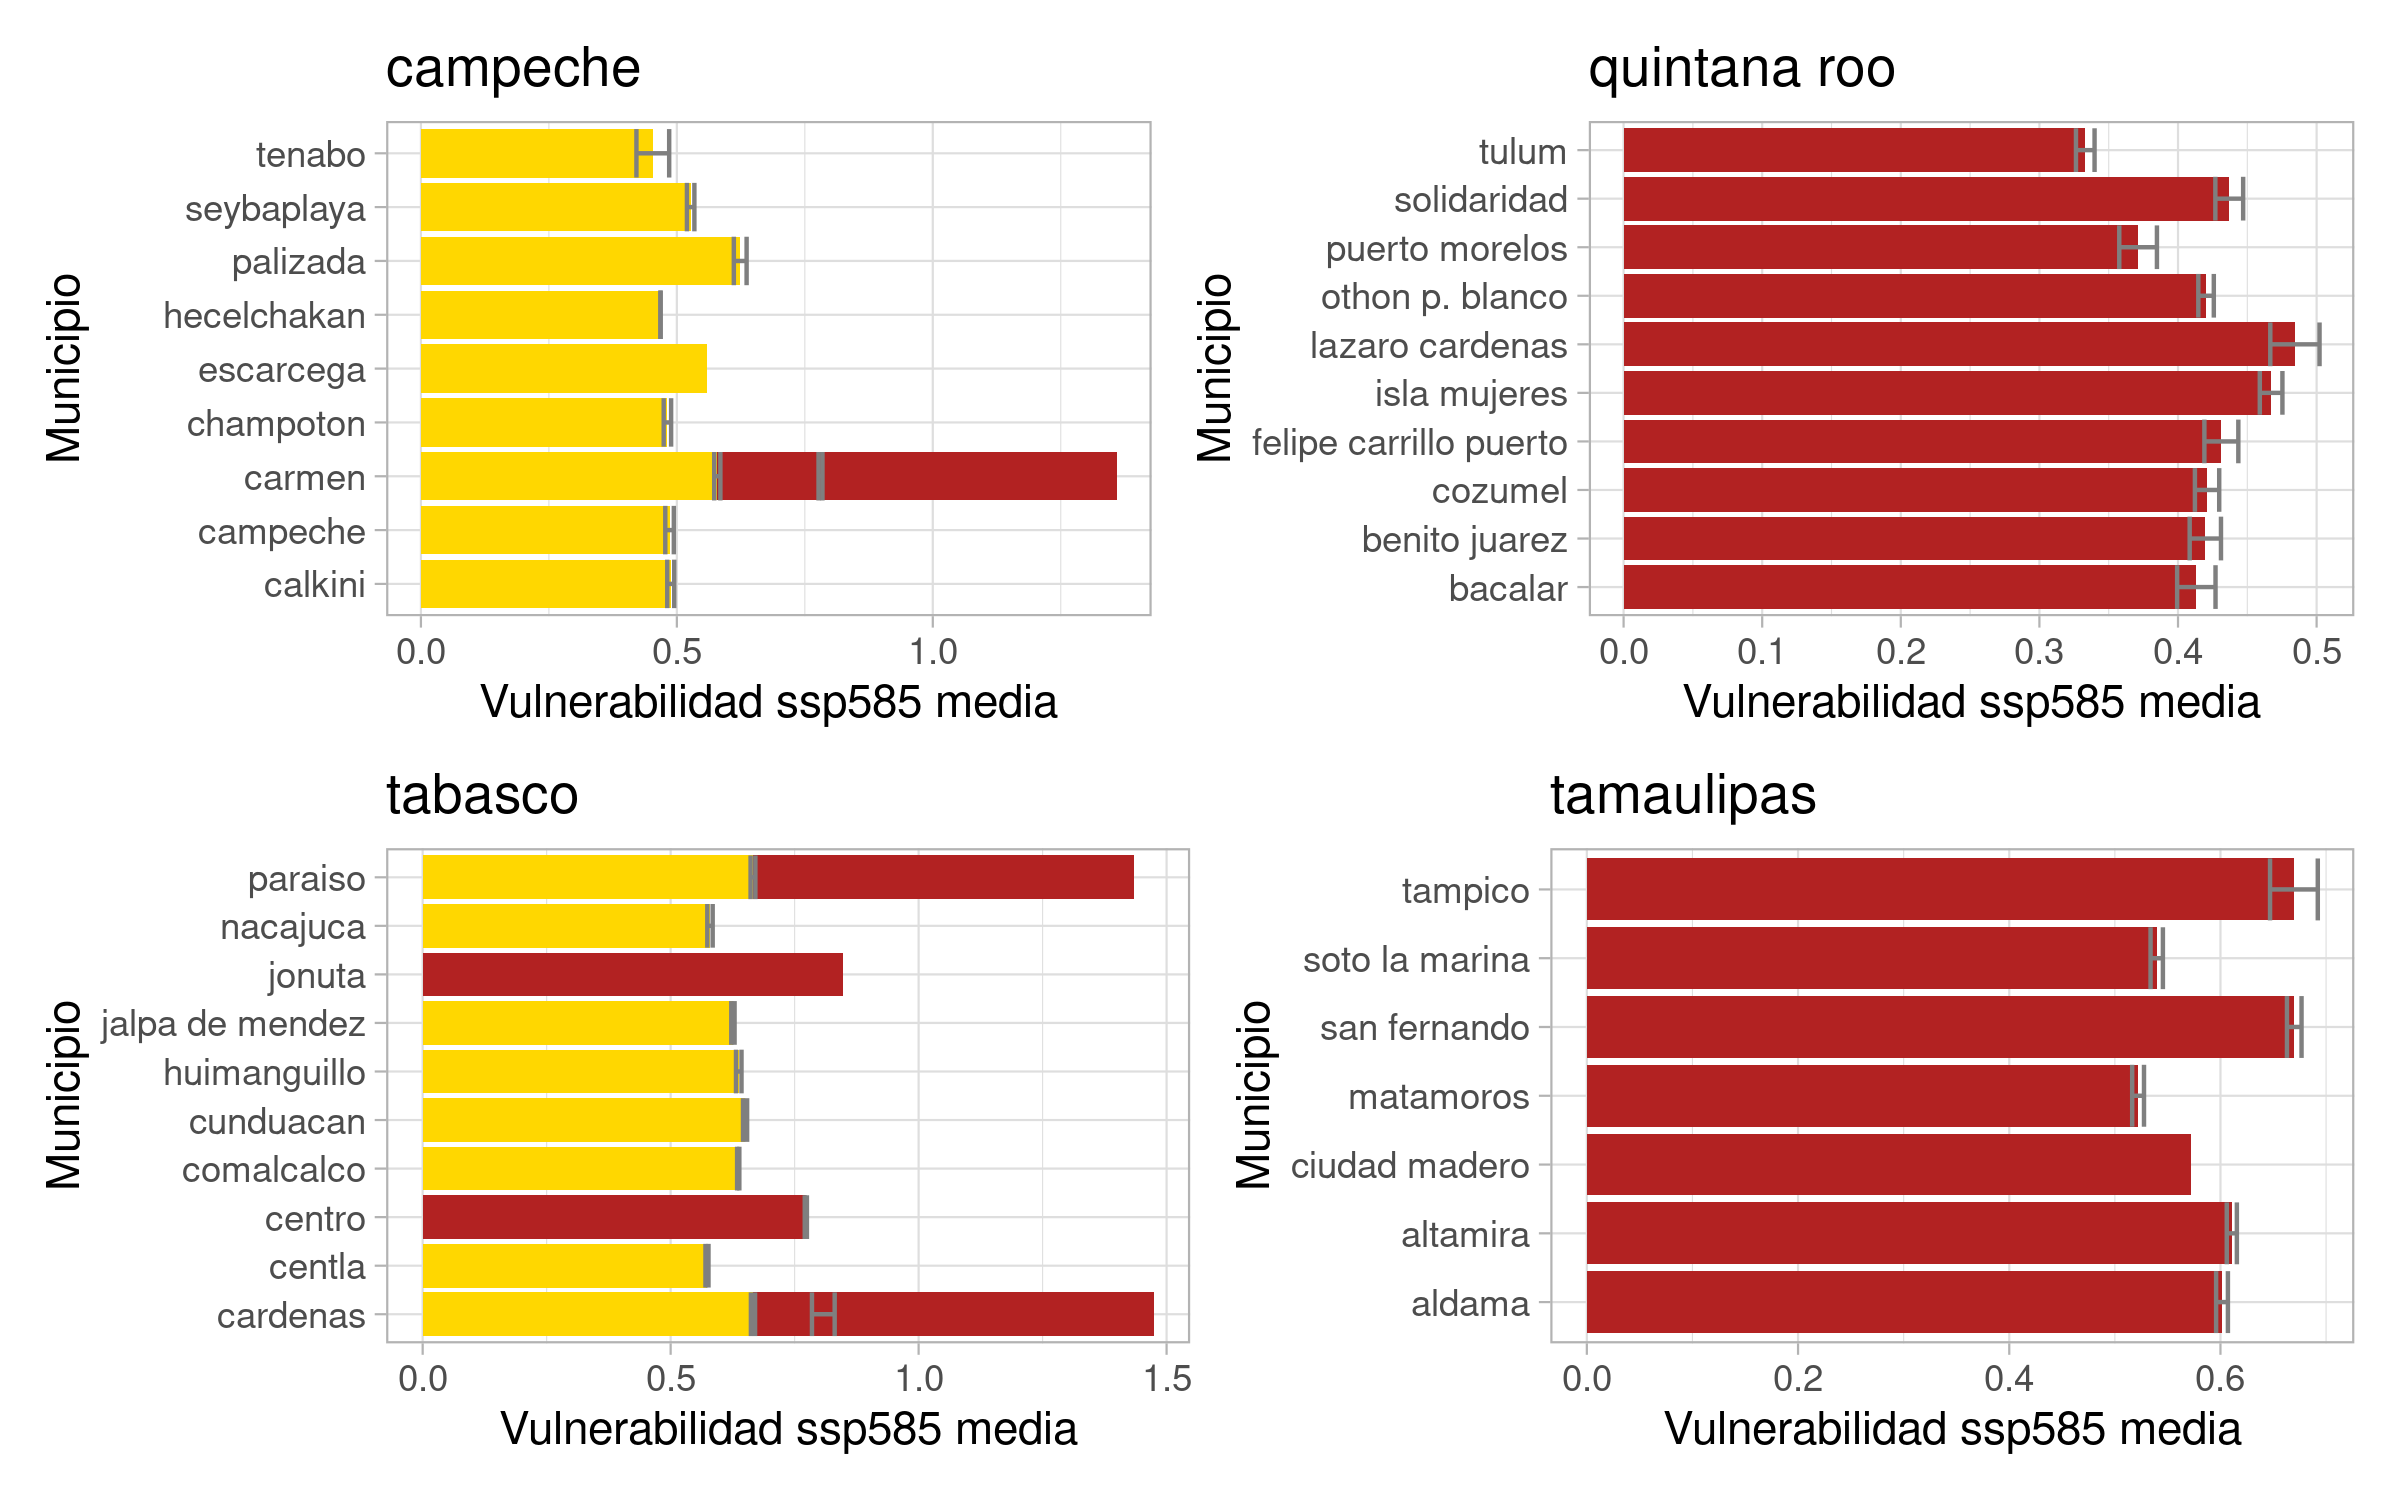 campeche
Municipio
tenabo
seybaplaya
palizada
hecelchakan
escarcega
champoton
carmen
campeche
calkini
0.0 0.5 1.0
Vulnerabilidad ssp585 media
quintana roo
Municipio
tulum
solidaridad
puerto morelos
othon p. blanco
lazaro cardenas
isla mujeres
felipe carrillo puerto
cozumel
benito juarez
bacalar
0.0 0.1 0.2 0.3 0.4 0.5
Vulnerabilidad ssp585 media
tabasco
Municipio
paraiso
nacajuca
jonuta
jalpa de mendez
huimanguillo
cunduacan
comalcalco
centro
centla
cardenas
0.0 0.5 1.0 1.5
Vulnerabilidad ssp585 media
tamaulipas
Municipio
tampico
soto la marina
san fernando
matamoros
ciudad madero
altamira
aldama
0.0 0.2 0.4 0.6
Vulnerabilidad ssp585 media